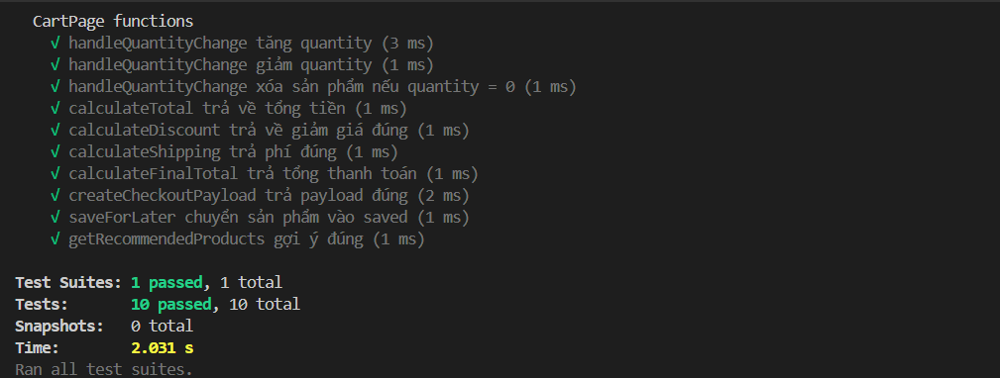 CartPage functions
√ handleQuantityChange tăng quantity (3 ms)
√ handleQuantityChange giảm quantity (1 ms)
√ handleQuantityChange xóa sản phẩm nếu quantity = 0 (1 ms)
√ calculateTotal trả về tổng tiền (1 ms)
√ calculateDiscount trả về giảm giá đúng (1 ms)
√ calculateShipping trả phí đúng (1 ms)
√ calculateFinalTotal trả tổng thanh toán (1 ms)
√ createCheckoutPayload trả payload đúng (2 ms)
√ saveForLater chuyển sản phẩm vào saved (1 ms)
√ getRecommendedProducts gợi ý đúng (1 ms)
Test Suites: 1 passed, 1 total
Tests: 10 passed, 10 total
Snapshots: 0 total
Time: 2.031 s
Ran all test suites.